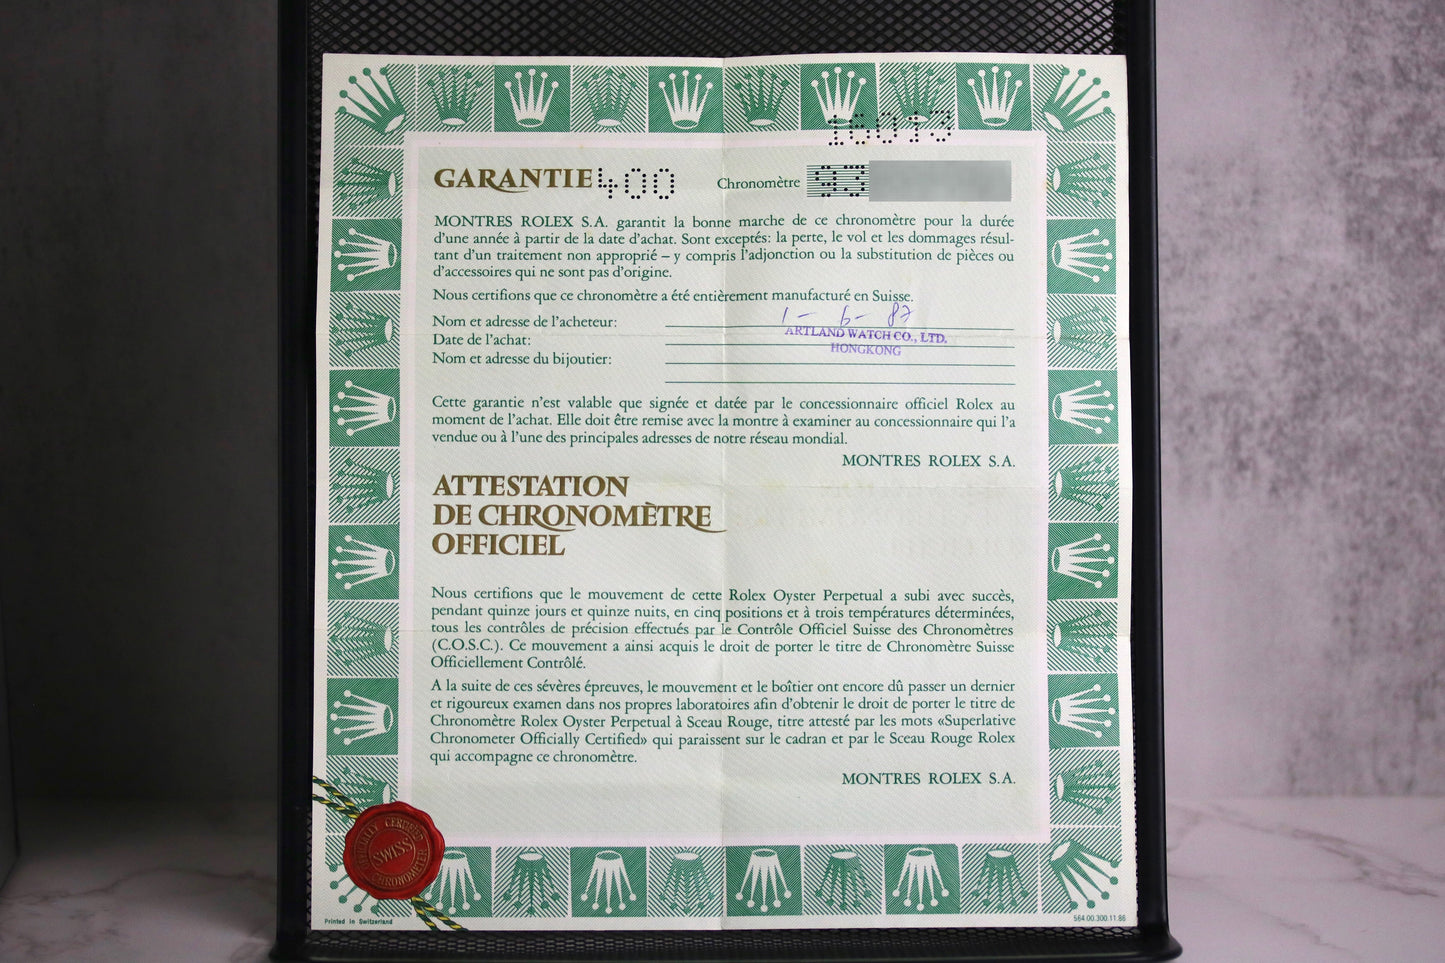 16013
GARANTIE 400 Chronomètre 93
MONTRES ROLEX S.A. garantit la bonne marche de ce chronomètre pour la durée
d'une année à partir de la date d'achat. Sont exceptés: la perte, le vol et les dommages résul-
tant d'un traitement non approprié – y compris l'adjonction ou la substitution de pièces ou
d'accessoires qui ne sont pas d'origine.
Nous certifions que ce chronomètre a été entièrement manufacturé en Suisse.
1 - 6 - 87
Nom et adresse de l'acheteur:
ARTLAND WATCH CO., LTD.
Date de l'achat:
HONGKONG
Nom et adresse du bijoutier:
Cette garantie n'est valable que signée et datée par le concessionnaire officiel Rolex au
moment de l'achat. Elle doit être remise avec la montre à examiner au concessionnaire qui l'a
vendue ou à l'une des principales adresses de notre réseau mondial.
MONTRES ROLEX S.A.
ATTESTATION
DE CHRONOMÈTRE
OFFICIEL
Nous certifions que le mouvement de cette Rolex Oyster Perpetual a subi avec succès,
pendant quinze jours et quinze nuits, en cinq positions et à trois températures déterminées,
tous les contrôles de précision effectués par le Contrôle Officiel Suisse des Chronomètres
(C.O.S.C.). Ce mouvement a ainsi acquis le droit de porter le titre de Chronomètre Suisse
Officiellement Contrôlé.
A la suite de ces sévères épreuves, le mouvement et le boîtier ont encore dû passer un dernier
et rigoureux examen dans nos propres laboratoires afin d'obtenir le droit de porter le titre de
Chronomètre Rolex Oyster Perpetual à Sceau Rouge, titre attesté par les mots «Superlative
Chronometer Officially Certified» qui paraissent sur le cadran et par le Sceau Rouge Rolex
qui accompagne ce chronomètre.
MONTRES ROLEX S.A.
OFFICIALLY CERTIFIED
SWISS
CHRONOMETER
Printed in Switzerland
564.00.300.11.86